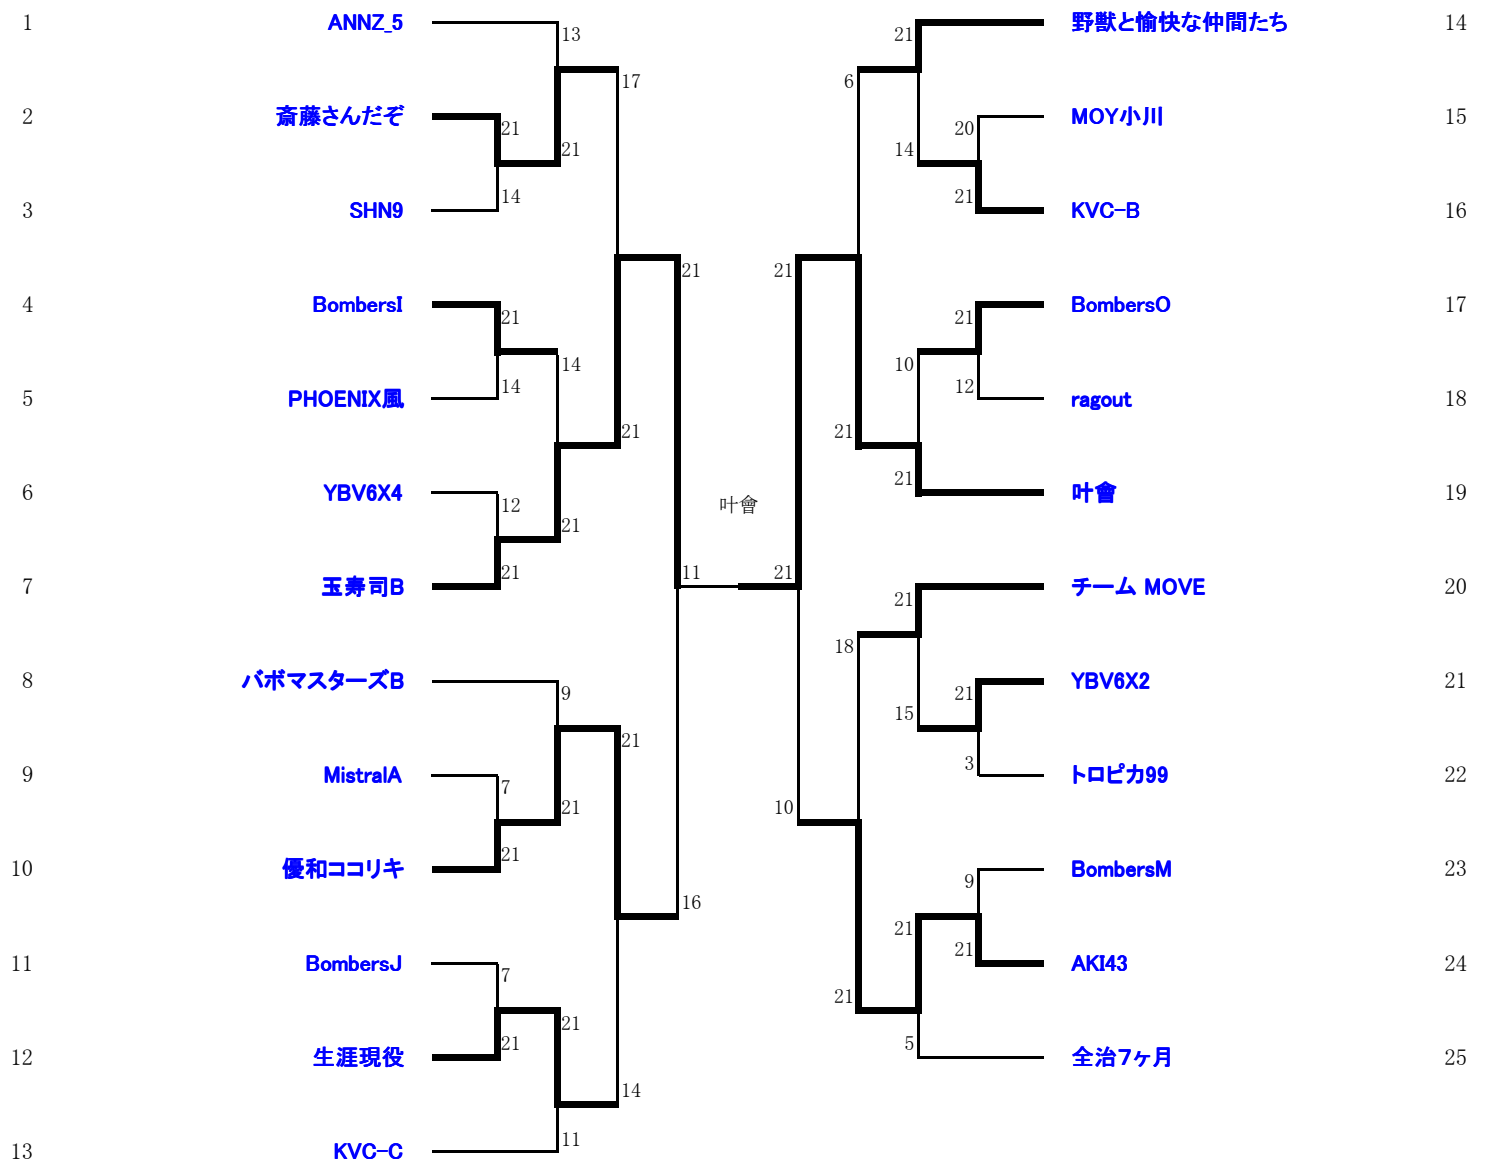 1 ANNZ_5 13 21 野獣と愉快な仲間たち 14
17 6
2 斎藤さんだぞ 21 21 14 20 MOY小川 15
3 SHN9 14 21 KVC-B 16
21 21
4 BombersI 21 21 BombersO 17
14 10
5 PHOENIX風 14 12 ragout 18
21 21
6 YBV6X4 12 21 叶會 21 叶會 19
7 玉寿司B 21 11 21 21 チーム MOVE 20
18
8 バボマスターズB 9 15 21 YBV6X2 21
21
9 MistralA 7 21 10 3 トロピカ99 22
10 優和ココリキ 21 9 BombersM 23
16
11 BombersJ 7 21 21 AKI43 24
21 21
12 生涯現役 21 5 全治7ヶ月 25
14
13 KVC-C 11